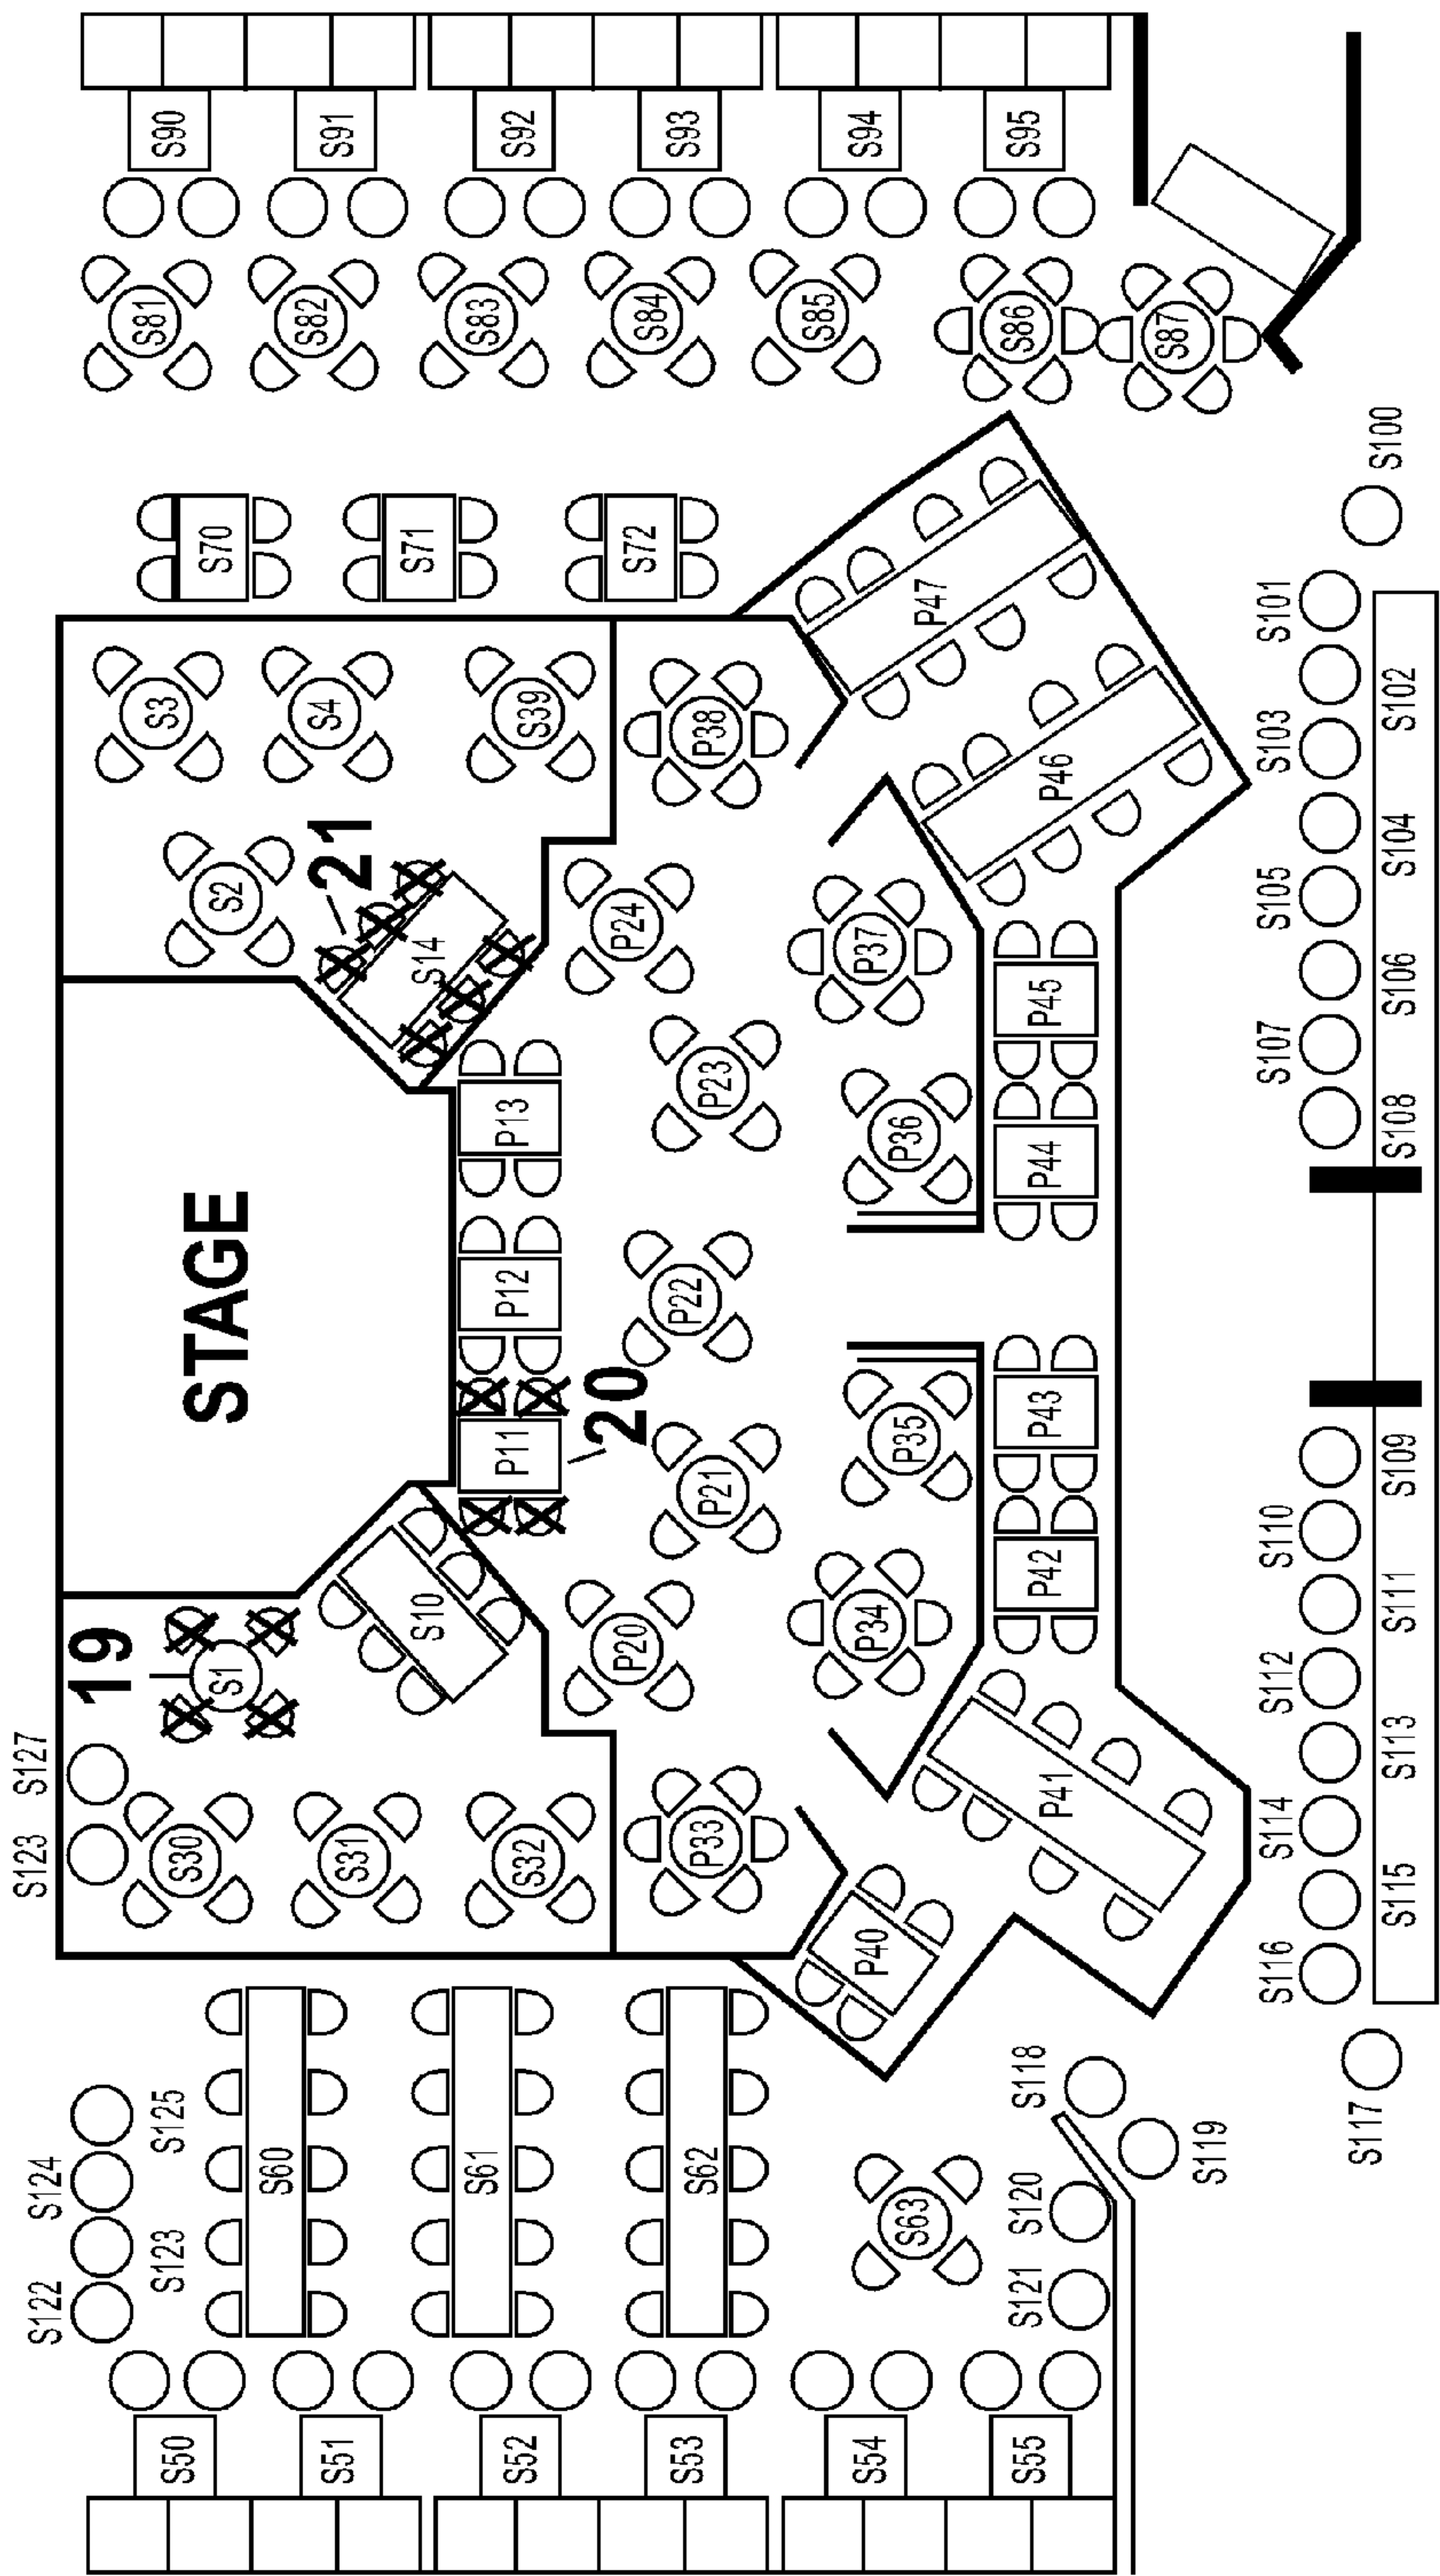 S90
S91
S92
S93
S94
S95
S81
S82
S83
S84
S85
S86
S87
S100
S70
S71
S72
S3
S4
S39
P38
P47
P46
S101
S102
S103
S104
S105
S106
S107
S108
S2
21
S14
P24
P37
P45
P23
P36
P44
P13
STAGE
P12
P22
P11
20
P21
P35
P43
P42
S109
S110
S111
S112
S113
S114
S115
S116
19
S1
S10
P20
P34
S127
S123
S30
S31
S32
P33
P41
P40
S118
S117
S119
S125
S124
S60
S61
S62
S63
S120
S123
S122
S121
S50
S51
S52
S53
S54
S55